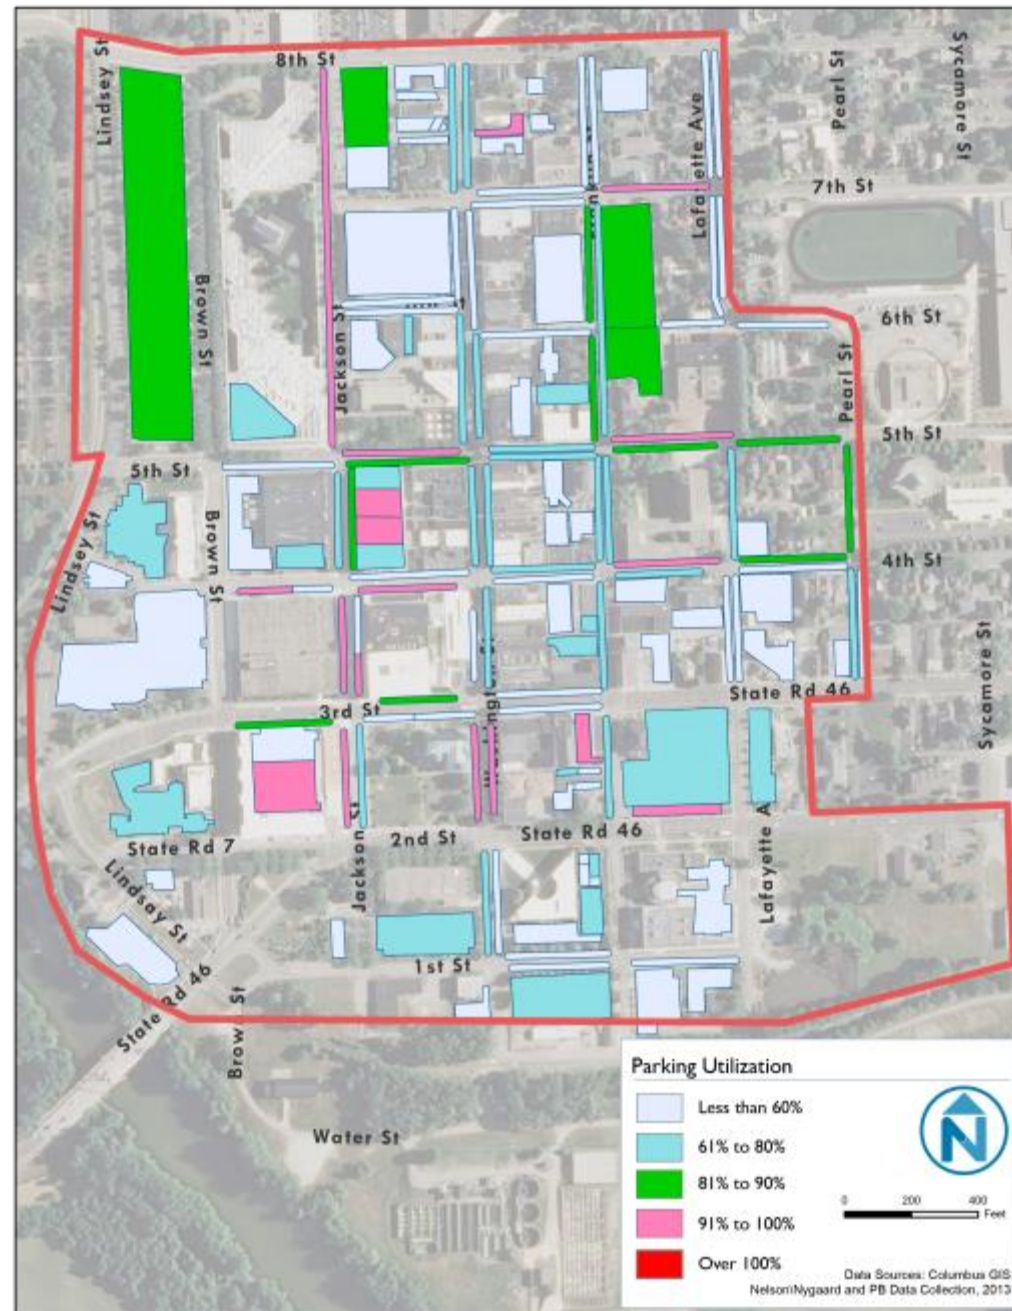 8th St
Lindsey St
Pearl St
Sycamore St
Lafayette Ave
7th St
Brown St
Jackson St
6th St
Pearl St
5th St
5th St
Lindsey St
Brown St
4th St
Sycamore St
State Rd 46
3rd St
State Rd 7
2nd St
State Rd 46
Jackson St
Lafayette A
Lindsay St
1st St
State Rd 46
Water St
Parking Utilization
Less than 60%
61% to 80%
81% to 90%
91% to 100%
Over 100%
N
0 200 400
Feet
Data Sources: Columbus GIS
Nelson\Nygaard and PB Data Collection, 2013